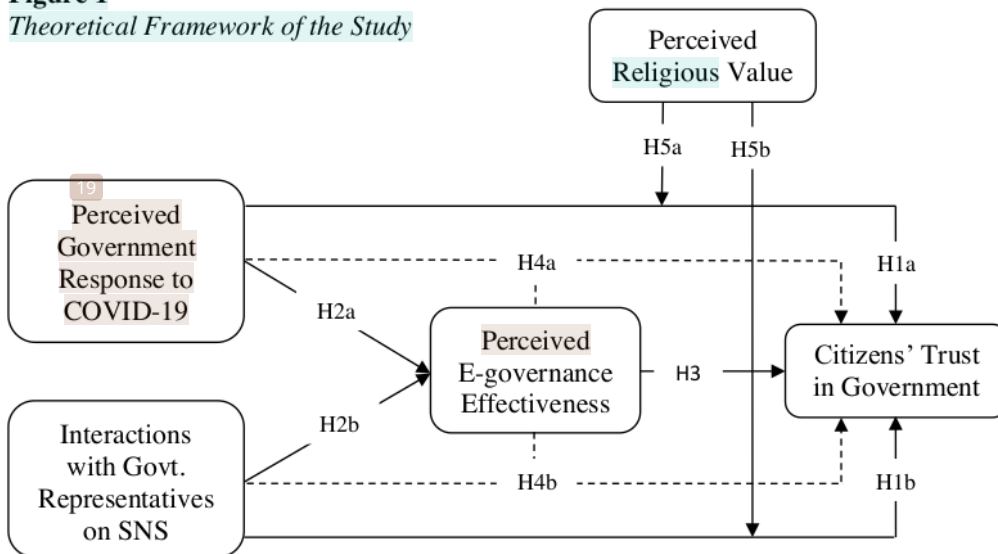 Figure 1
Theoretical Framework of the Study
Perceived
Religious Value
H5a
H5b
19
Perceived
Government
Response to
COVID-19
H4a
H1a
H2a
Perceived
E-governance
Effectiveness
H3
Citizens’ Trust
in Government
H2b
Interactions
with Govt.
Representatives
on SNS
H4b
H1b